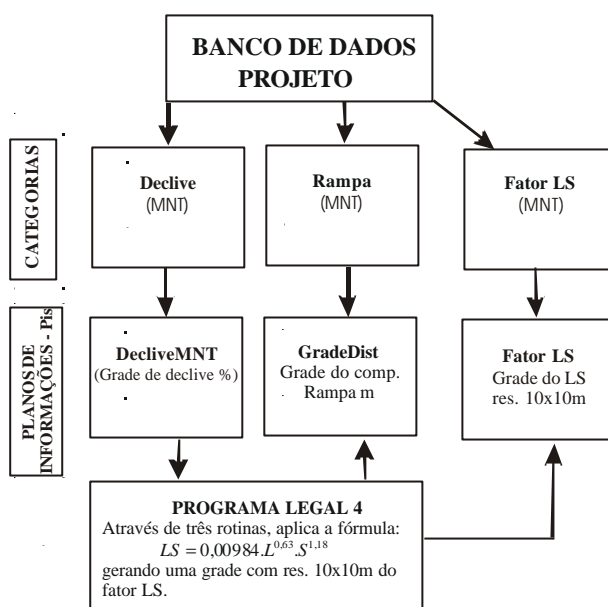 BANCO DE DADOS
PROJETO
CATEGORIAS
Declive
(MNT)
Rampa
(MNT)
Fator LS
(MNT)
PLANOS DE
INFORMAÇÕES - Pis
DecliveMNT
(Grade de declive %)
GradeDist
Grade do comp.
Rampa m
Fator LS
Grade do LS
res. 10x10m
PROGRAMA LEGAL 4
Através de três rotinas, aplica a fórmula:
LS = 0,00984.L^0,63.S^1,18
gerando uma grade com res. 10x10m do
fator LS.